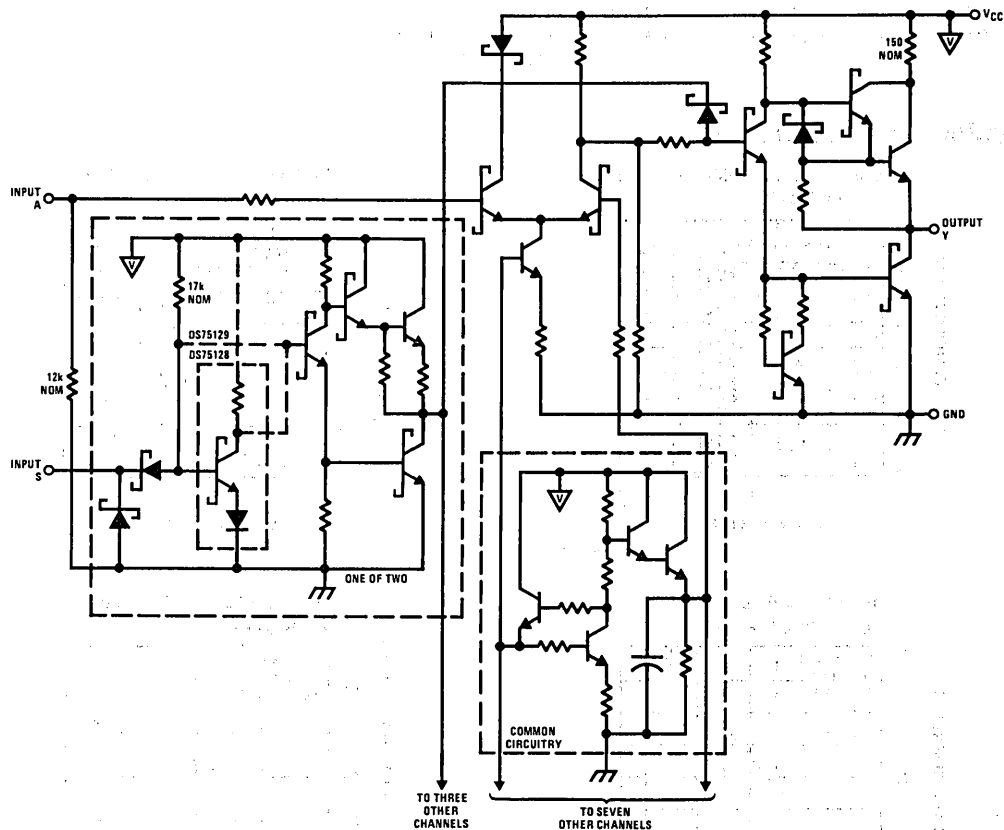 VCC
V
150
NOM
INPUT
A
OUTPUT
Y
V
17k
NOM
DS75129
DS75128
12k
NOM
GND
INPUT
S
V
ONE OF TWO
COMMON
CIRCUITRY
TO THREE
OTHER
CHANNELS
TO SEVEN
OTHER CHANNELS